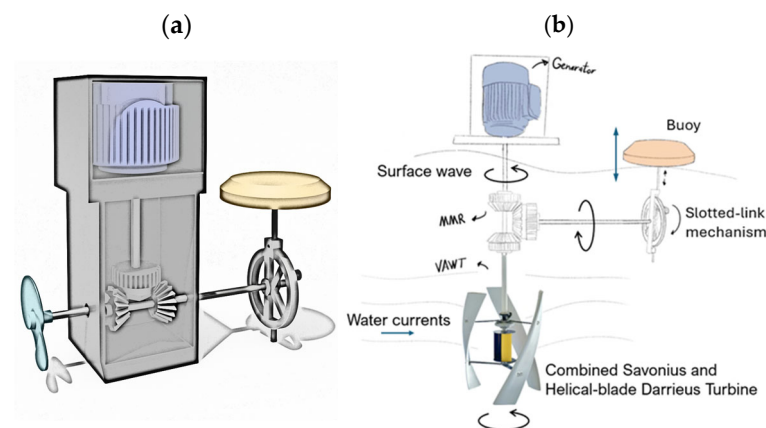 (a)
(b)
Generator
Buoy
Surface wave
MMR
Slotted-link
mechanism
VAWT
Water currents
Combined Savonius and
Helical-blade Darrieus Turbine